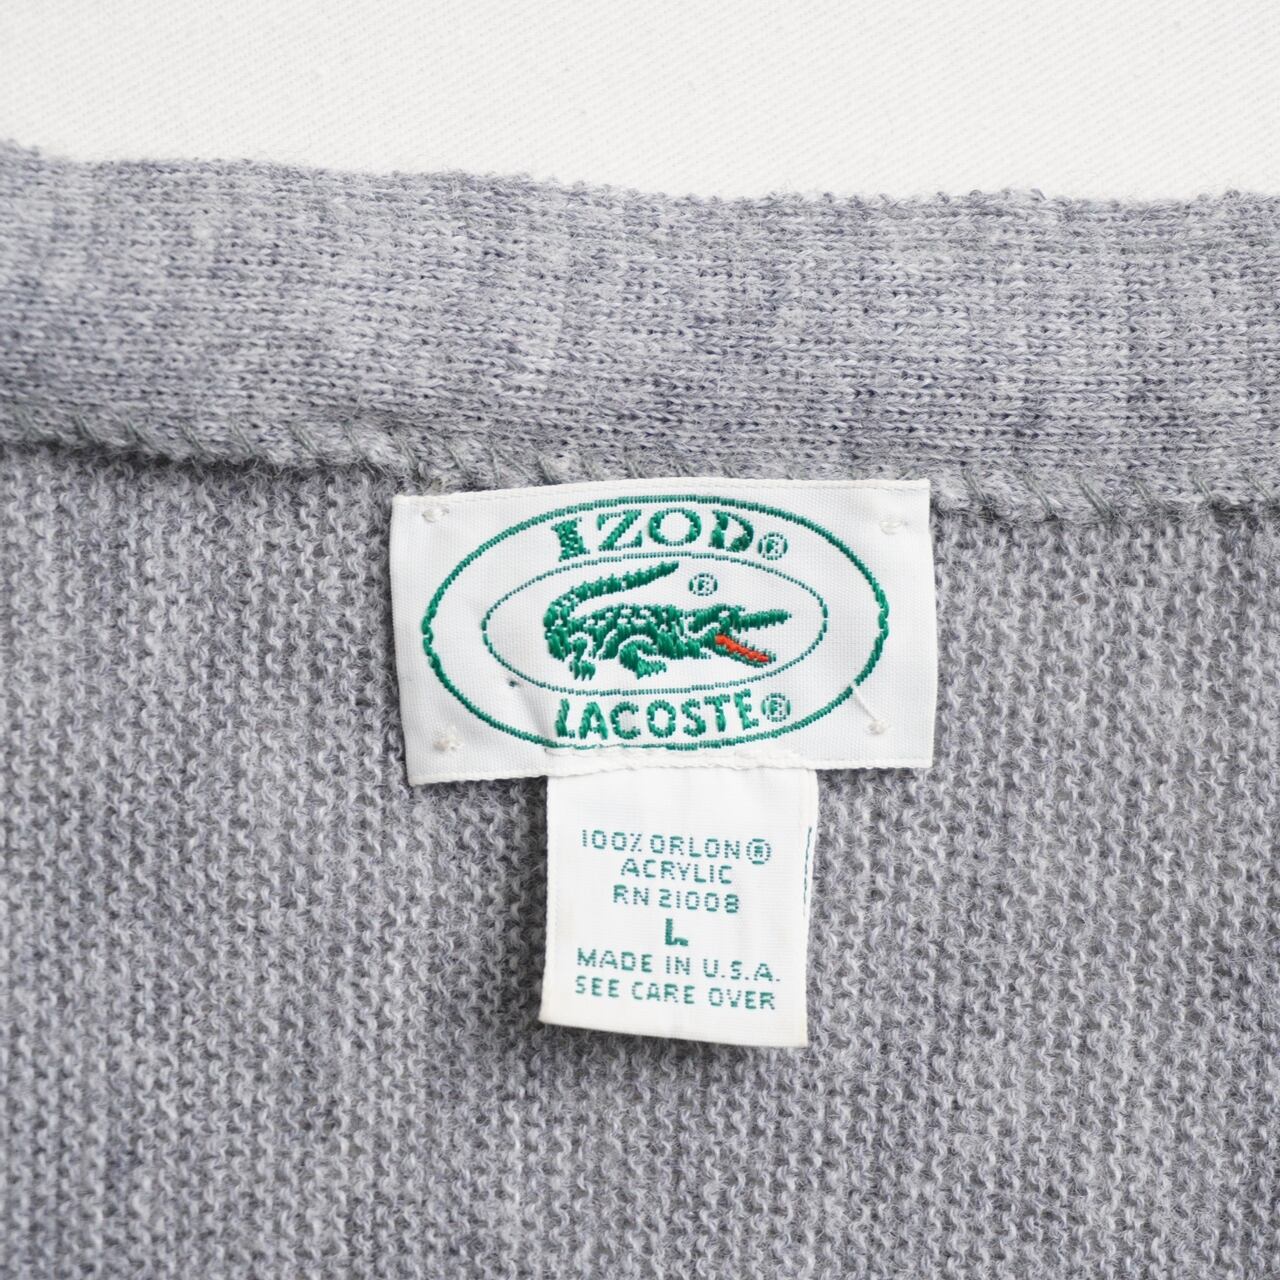 IZOD®
®
LACOSTE®
100% ORLON®
ACRYLIC
RN 21008
L
MADE IN U.S.A.
SEE CARE OVER